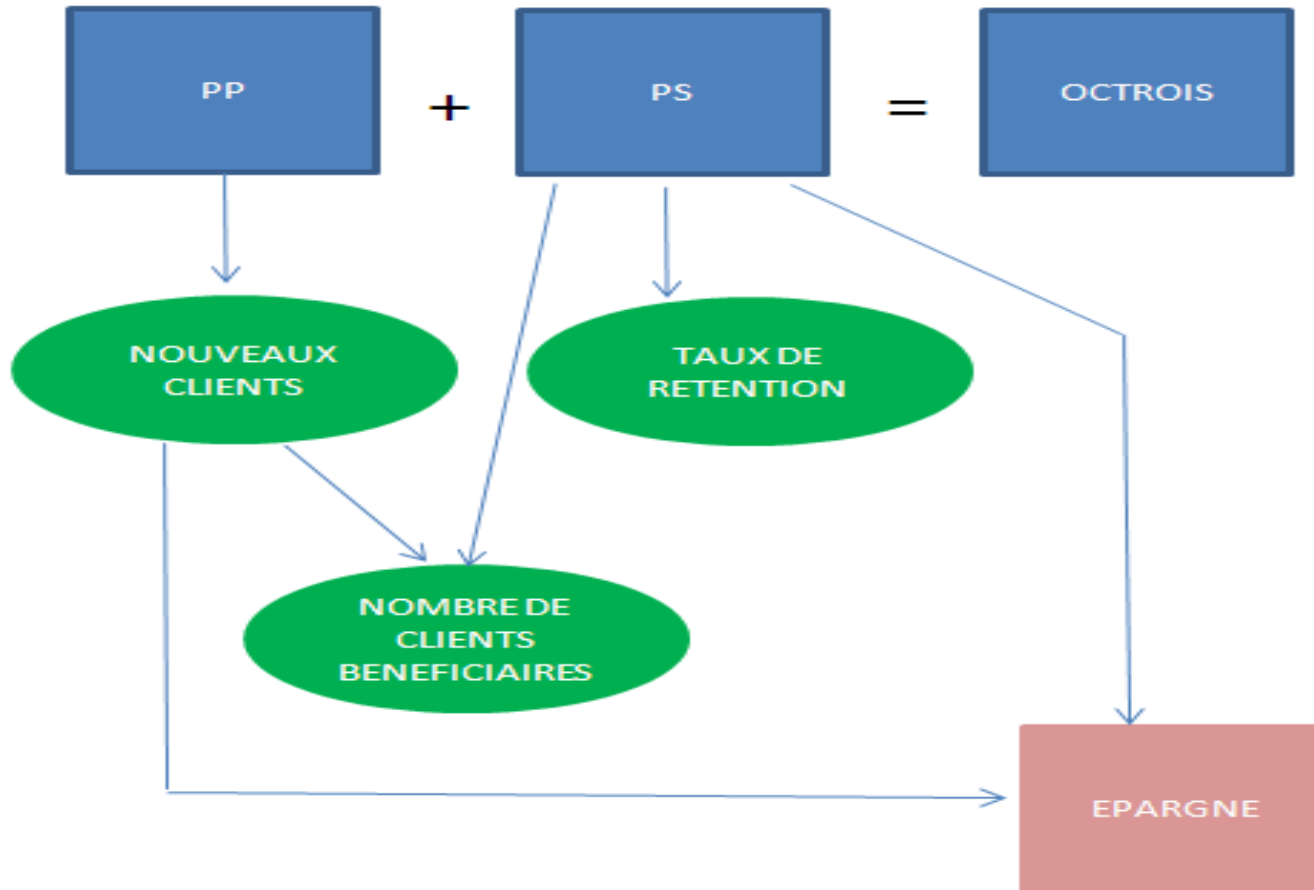 PP
+
PS
=
OCTROIS
NOUVEAUX
CLIENTS
TAUX DE
RETENTION
NOMBRE DE
CLIENTS
BENEFICIAIRES
EPARGNE